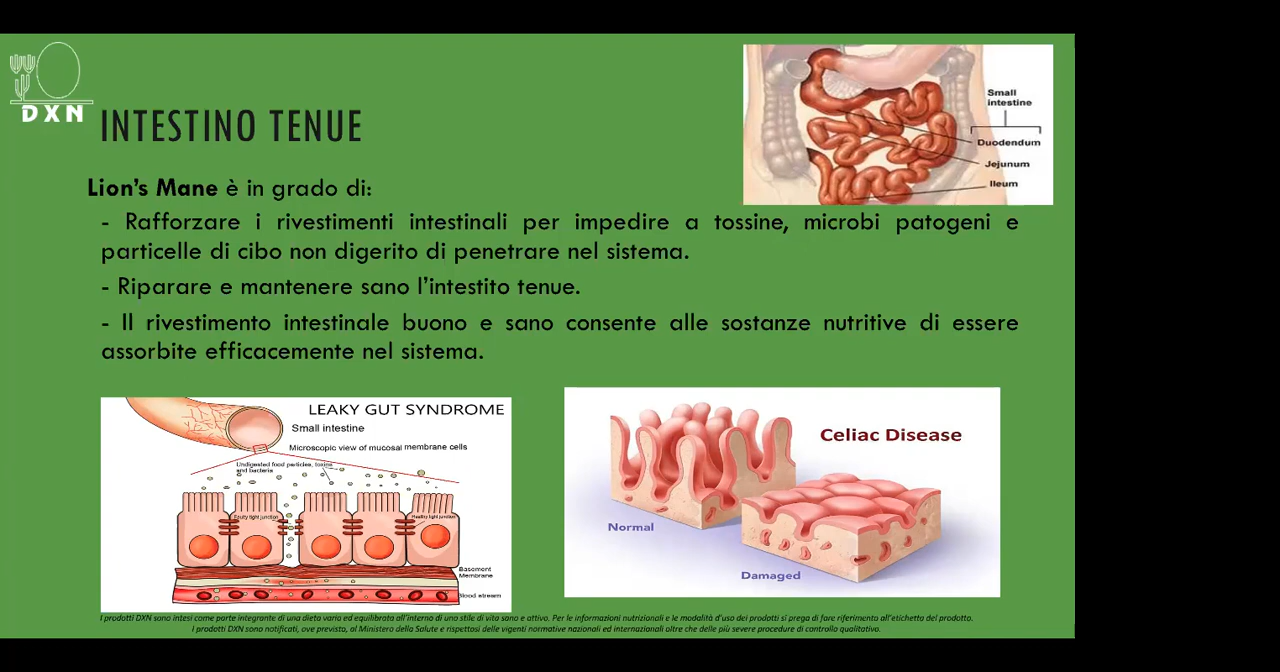 DXN
INTESTINO TENUE
Small
intestine
Duodendum
Jejunum
Ileum
Lion's Mane è in grado di:
- Rafforzare i rivestimenti intestinali per impedire a tossine, microbi patogeni e
particelle di cibo non digerito di penetrare nel sistema.
- Riparare e mantenere sano l'intestito tenue.
- Il rivestimento intestinale buono e sano consente alle sostanze nutritive di essere
assorbite efficacemente nel sistema.
LEAKY GUT SYNDROME
Small intestine
Microscopic view of mucosal membrane cells
Undigested food particles, toxins
and bacteria
Faulty tight junction
Healthy tight junction
Basement
Membrane
Blood stream
Celiac Disease
Normal
Damaged
I prodotti DXN sono intesi come parte integrante di una dieta varia ed equilibrata all'interno di uno stile di vita sano e attivo. Per le informazioni nutrizionali e le modalità d'uso dei prodotti si prega di fare riferimento all'etichetta del prodotto.
I prodotti DXN sono notificati, ove previsto, al Ministero della Salute e rispettosi delle vigenti normative nazionali ed internazionali oltre che delle più severe procedure di controllo qualitativo.